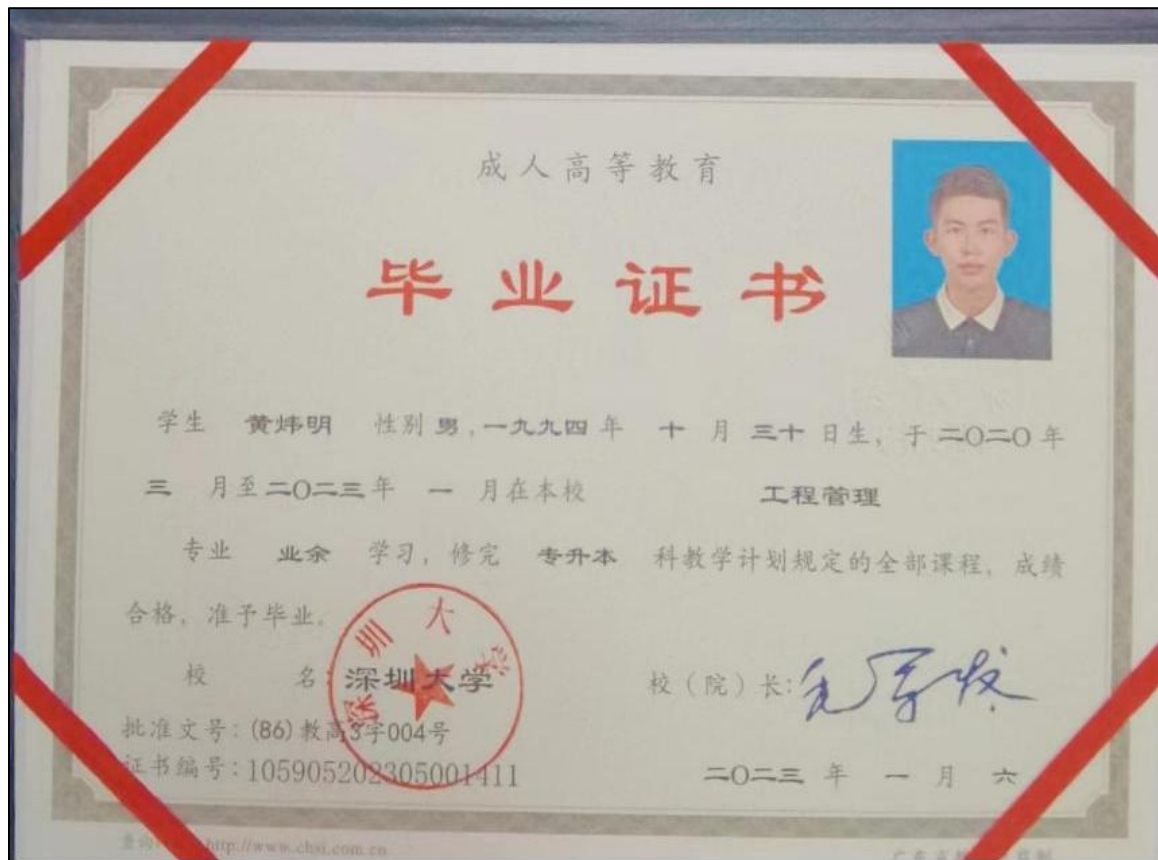 成人高等教育
毕业证书
学生 黄炜明 性别 男,一九九四 年 十 月 三十 日生,于 二〇二〇 年
三 月至 二〇二三 年 一 月在本校 工程管理
专业 业余 学习,修完 专升本 科教学计划规定的全部课程,成绩
合格,准予毕业。
校 名:深圳大学
校(院)长:
批准文号:(86)教高3字004号
证书编号:105905202305001411
二〇二三 年 一 月 六
深圳大学
http://www.chsi.com.cn